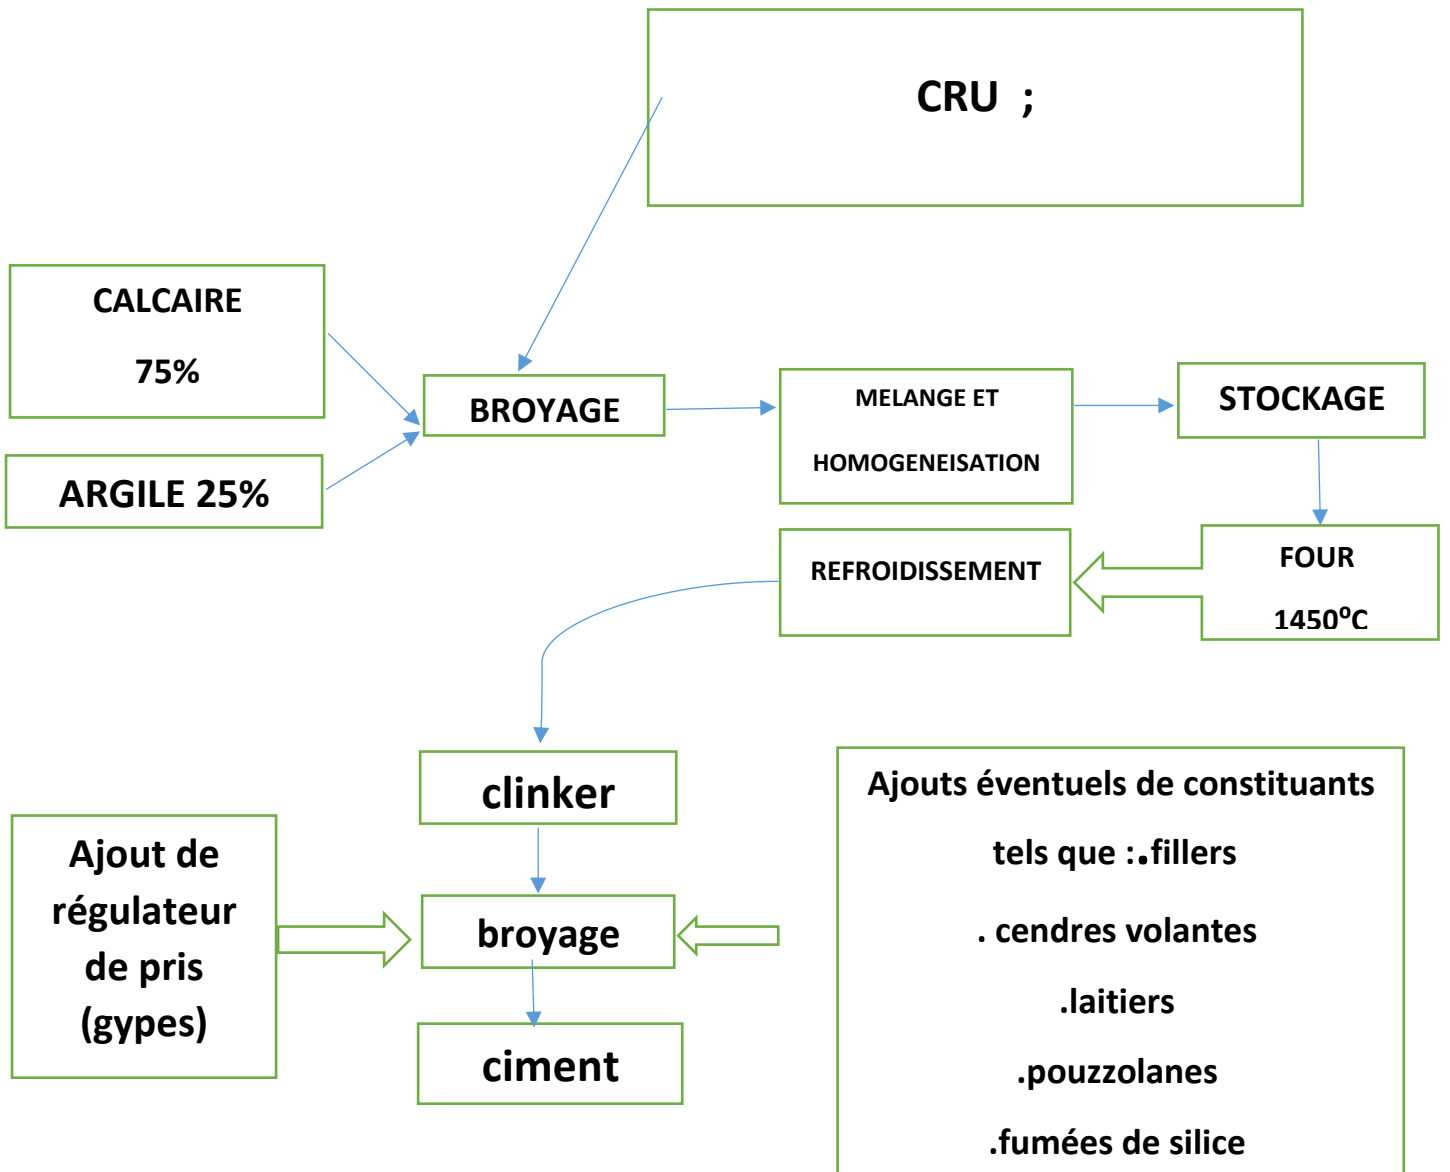 CRU ;
CALCAIRE
75%
ARGILE 25%
BROYAGE
MELANGE ET
HOMOGENEISATION
STOCKAGE
FOUR
1450°C
REFROIDISSEMENT
clinker
Ajout de
régulateur
de pris
(gypes)
broyage
ciment
Ajouts éventuels de constituants
tels que :.fillers
. cendres volantes
.laitiers
.pouzzolanes
.fumées de silice